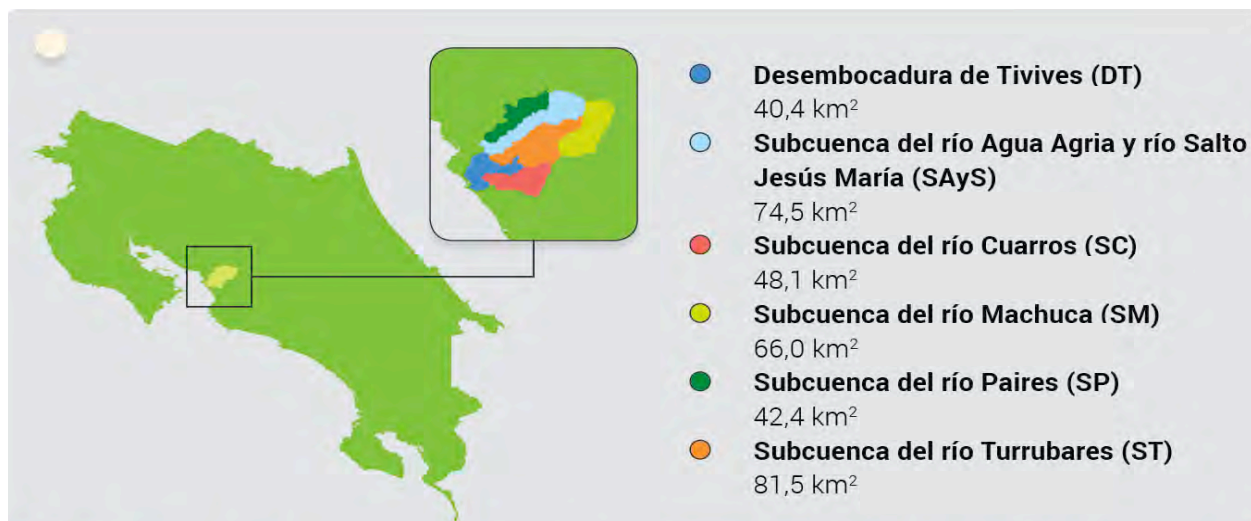 Desembocadura de Tivives (DT)
40,4 km²
Subcuenca del río Agua Agria y río Salto
Jesús María (SAyS)
74,5 km²
Subcuenca del río Cuarros (SC)
48,1 km²
Subcuenca del río Machuca (SM)
66,0 km²
Subcuenca del río Paires (SP)
42,4 km²
Subcuenca del río Turrubares (ST)
81,5 km²